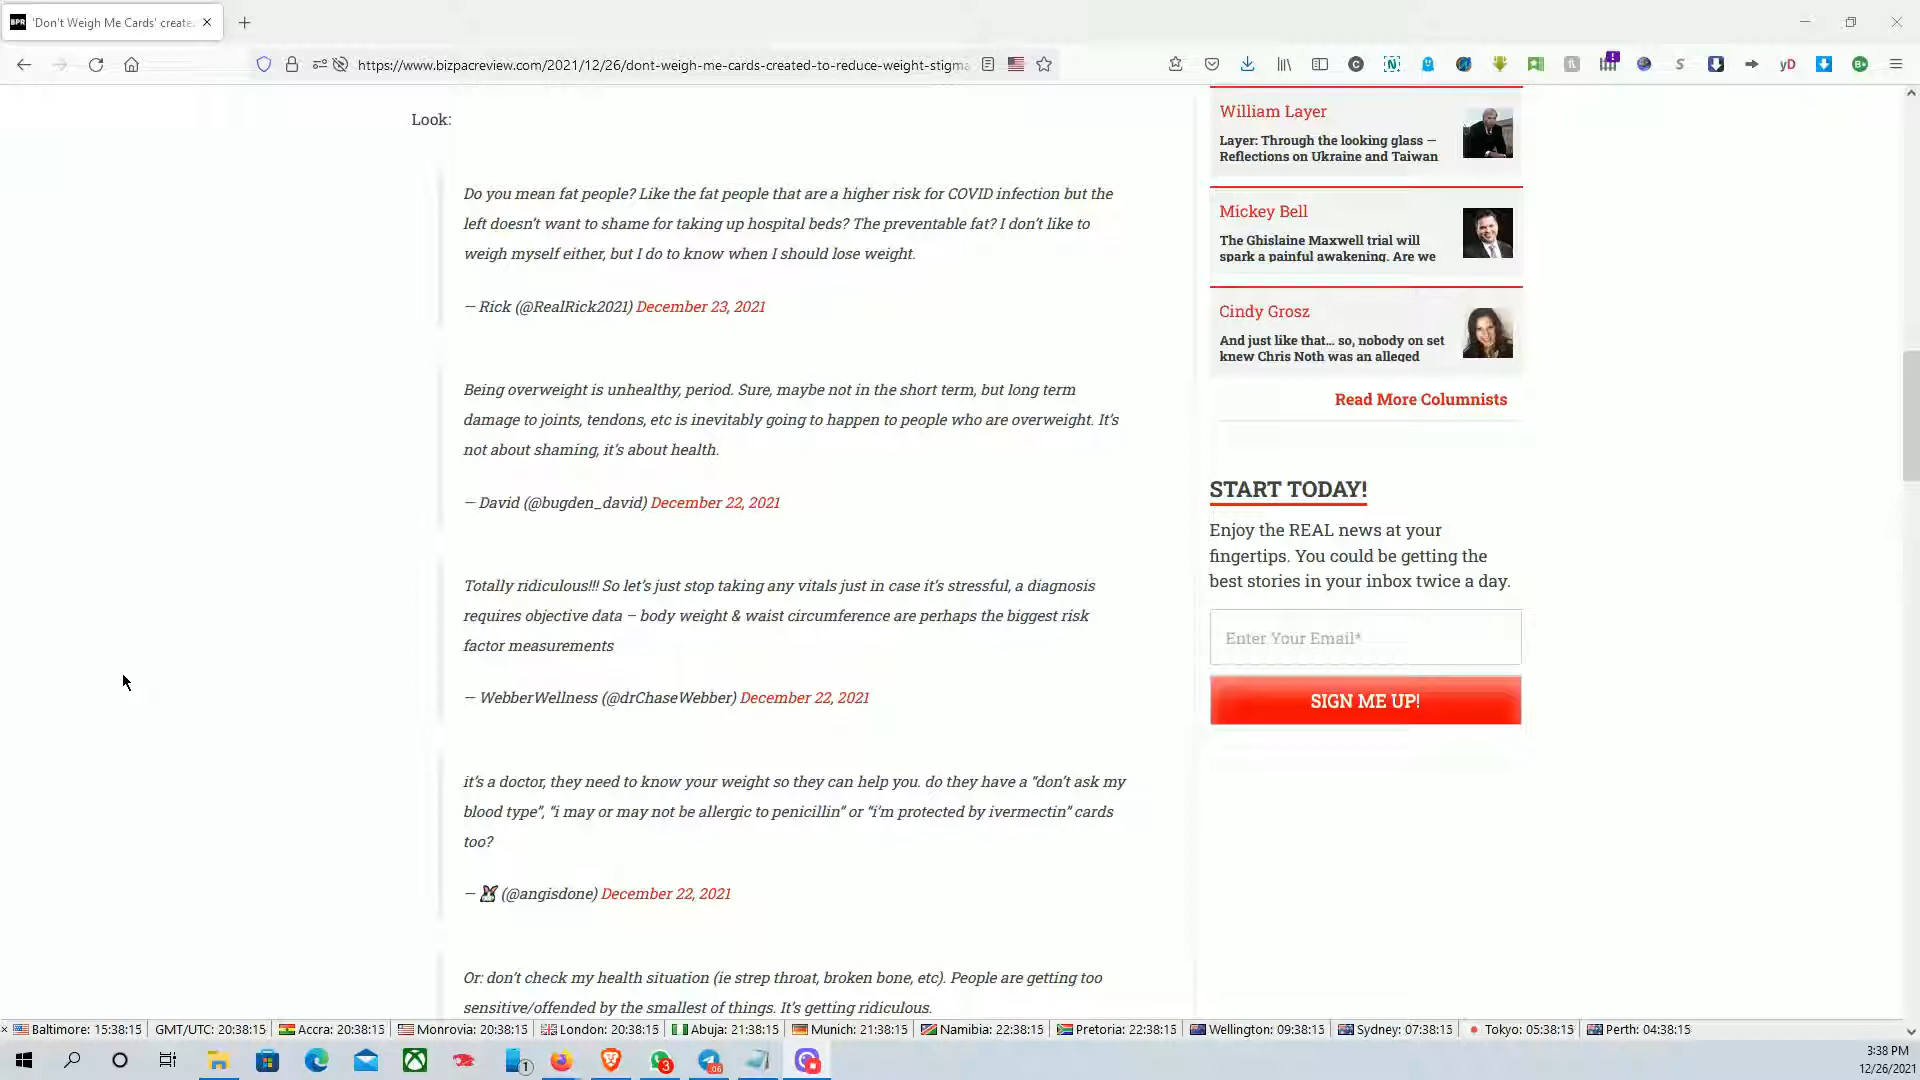 'Don't Weigh Me Cards' create
https://www.bizpacreview.com/2021/12/26/dont-weigh-me-cards-created-to-reduce-weight-stigma
Look:
Do you mean fat people? Like the fat people that are a higher risk for COVID infection but the
left doesn't want to shame for taking up hospital beds? The preventable fat? I don't like to
weigh myself either, but I do to know when I should lose weight.
— Rick (@RealRick2021) December 23, 2021
Being overweight is unhealthy, period. Sure, maybe not in the short term, but long term
damage to joints, tendons, etc is inevitably going to happen to people who are overweight. It's
not about shaming, it's about health.
— David (@bugden_david) December 22, 2021
Totally ridiculous!!! So let's just stop taking any vitals just in case it's stressful, a diagnosis
requires objective data – body weight & waist circumference are perhaps the biggest risk
factor measurements
— WebberWellness (@drChaseWebber) December 22, 2021
it's a doctor, they need to know your weight so they can help you. do they have a "don't ask my
blood type", "i may or may not be allergic to penicillin" or "i'm protected by ivermectin" cards
too?
— 🐰 (@angisdone) December 22, 2021
Or: don't check my health situation (ie strep throat, broken bone, etc). People are getting too
sensitive/offended by the smallest of things. It's getting ridiculous.
William Layer
Layer: Through the looking glass —
Reflections on Ukraine and Taiwan
Mickey Bell
The Ghislaine Maxwell trial will
spark a painful awakening. Are we
Cindy Grosz
And just like that… so, nobody on set
knew Chris Noth was an alleged
Read More Columnists
START TODAY!
Enjoy the REAL news at your
fingertips. You could be getting the
best stories in your inbox twice a day.
Enter Your Email*
SIGN ME UP!
Baltimore: 15:38:15 GMT/UTC: 20:38:15 Accra: 20:38:15 Monrovia: 20:38:15 London: 20:38:15 Abuja: 21:38:15 Munich: 21:38:15 Namibia: 22:38:15 Pretoria: 22:38:15 Wellington: 09:38:15 Sydney: 07:38:15 Tokyo: 05:38:15 Perth: 04:38:15
3:38 PM
12/26/2021